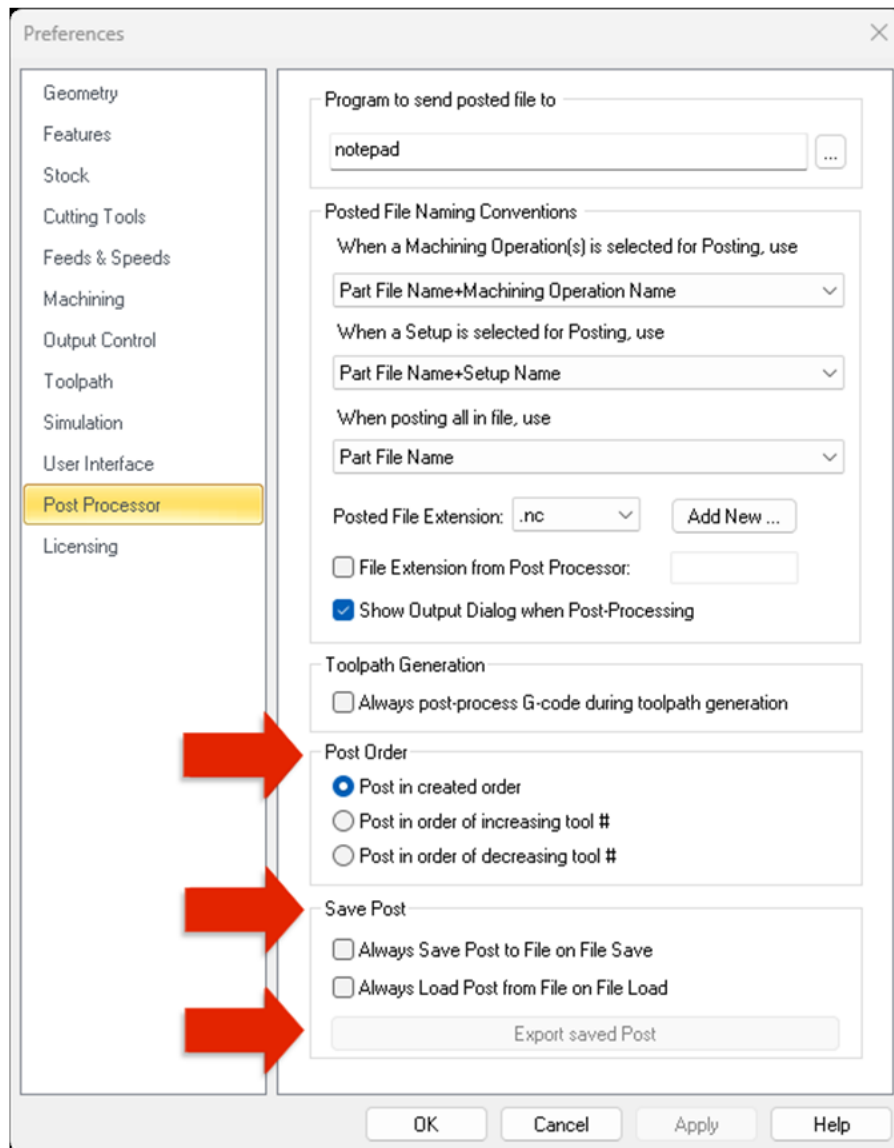 Preferences
Geometry
Features
Stock
Cutting Tools
Feeds & Speeds
Machining
Output Control
Toolpath
Simulation
User Interface
Post Processor
Licensing
Program to send posted file to
notepad
...
Posted File Naming Conventions
When a Machining Operation(s) is selected for Posting, use
Part File Name+Machining Operation Name
When a Setup is selected for Posting, use
Part File Name+Setup Name
When posting all in file, use
Part File Name
Posted File Extension: .nc Add New ...
File Extension from Post Processor:
Show Output Dialog when Post-Processing
Toolpath Generation
Always post-process G-code during toolpath generation
Post Order
Post in created order
Post in order of increasing tool #
Post in order of decreasing tool #
Save Post
Always Save Post to File on File Save
Always Load Post from File on File Load
Export saved Post
OK Cancel Apply Help